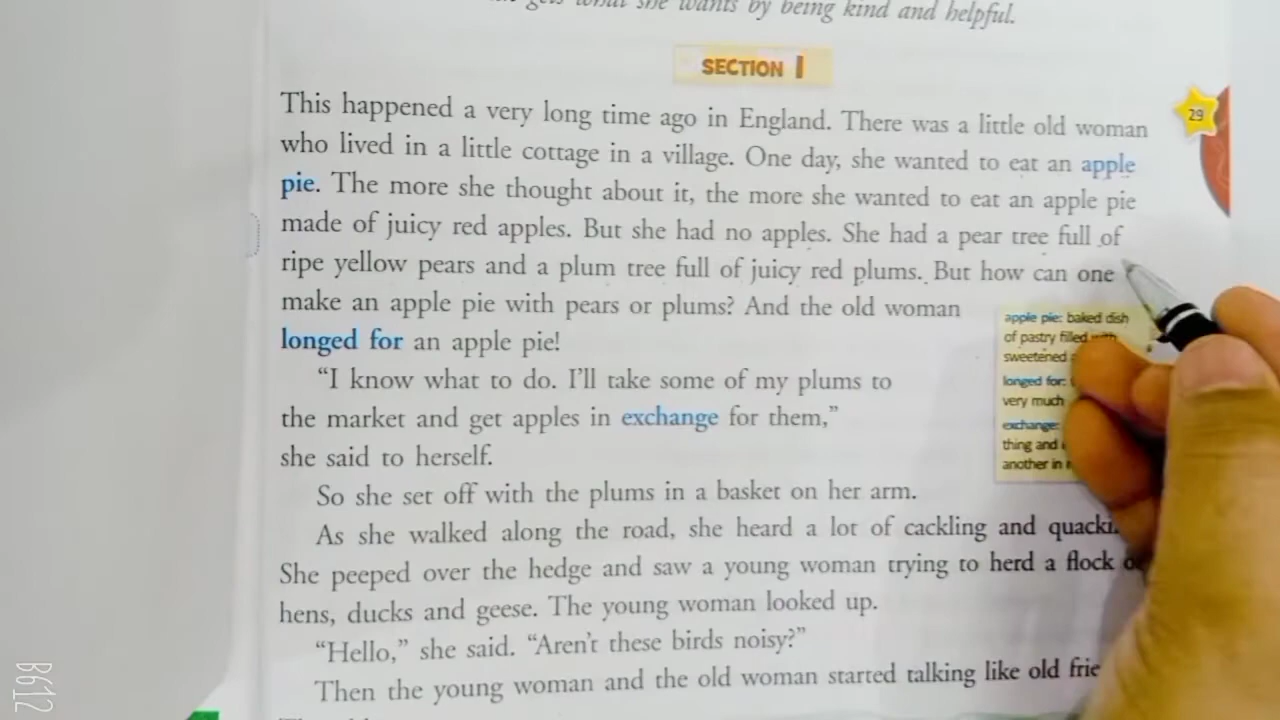 gets what she wants by being kind and helpful.
SECTION I
29
This happened a very long time ago in England. There was a little old woman
who lived in a little cottage in a village. One day, she wanted to eat an apple
pie. The more she thought about it, the more she wanted to eat an apple pie
made of juicy red apples. But she had no apples. She had a pear tree full of
ripe yellow pears and a plum tree full of juicy red plums. But how can one
make an apple pie with pears or plums? And the old woman
longed for an apple pie!
"I know what to do. I'll take some of my plums to
the market and get apples in exchange for them,"
she said to herself.
So she set off with the plums in a basket on her arm.
As she walked along the road, she heard a lot of cackling and
She peeped over the hedge and saw a young woman trying to herd a flock
hens, ducks and geese. The young woman looked up.
"Hello," she said. "Aren't these birds noisy?"
Then the young woman and the old woman started talking like old
apple pie: baked dish
of pastry filled with
sweetened
longed for:
very much
exchange:
thing and
another in
B612